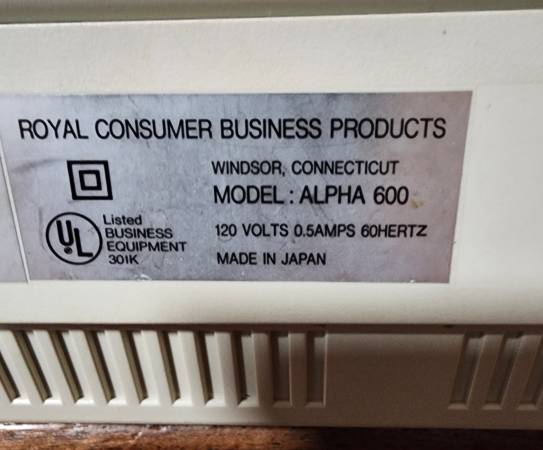 ROYAL CONSUMER BUSINESS PRODUCTS
WINDSOR, CONNECTICUT
MODEL : ALPHA 600
UL
Listed
BUSINESS
EQUIPMENT
301K
120 VOLTS 0.5AMPS 60HERTZ
MADE IN JAPAN